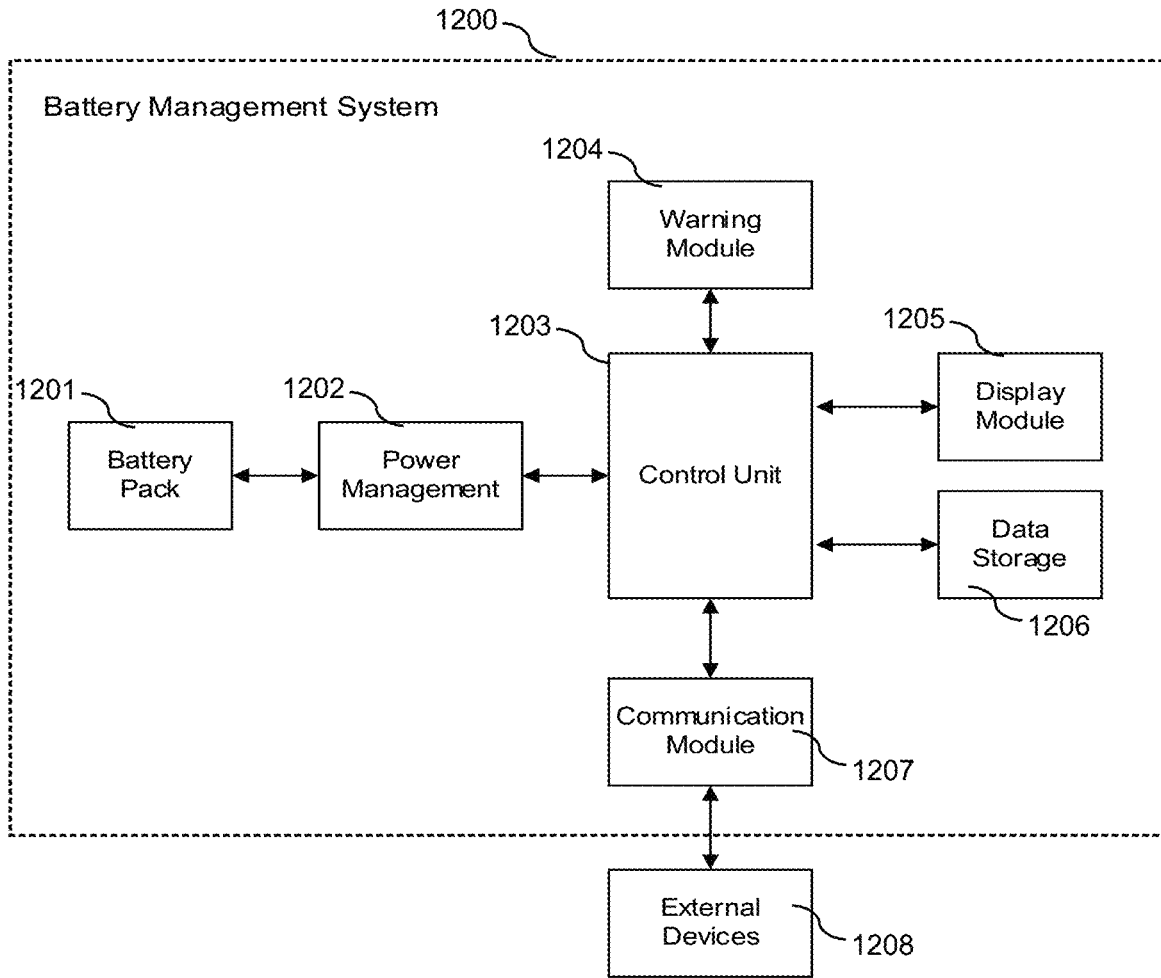 1200
Battery Management System
1204
Warning
Module
1203
1205
Display
Module
1201
1202
Battery
Pack
Power
Management
Control Unit
Data
Storage
1206
Communication
Module
1207
External
Devices
1208